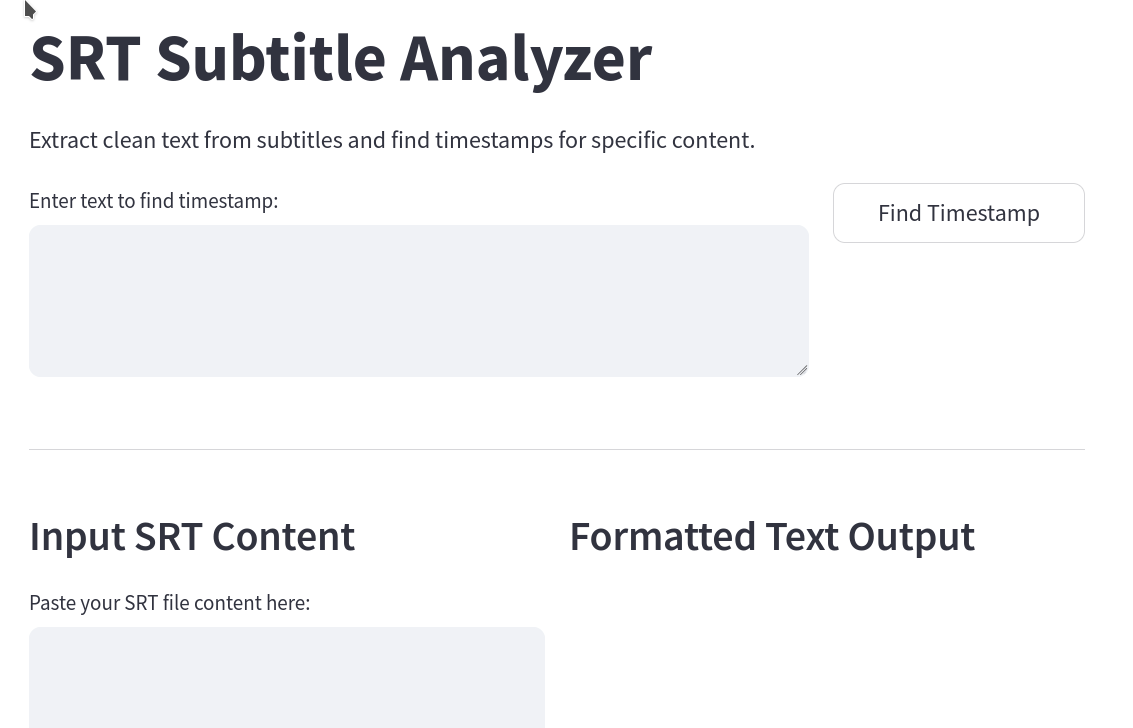 SRT Subtitle Analyzer
Extract clean text from subtitles and find timestamps for specific content.
Enter text to find timestamp:
Find Timestamp
Input SRT Content
Formatted Text Output
Paste your SRT file content here: